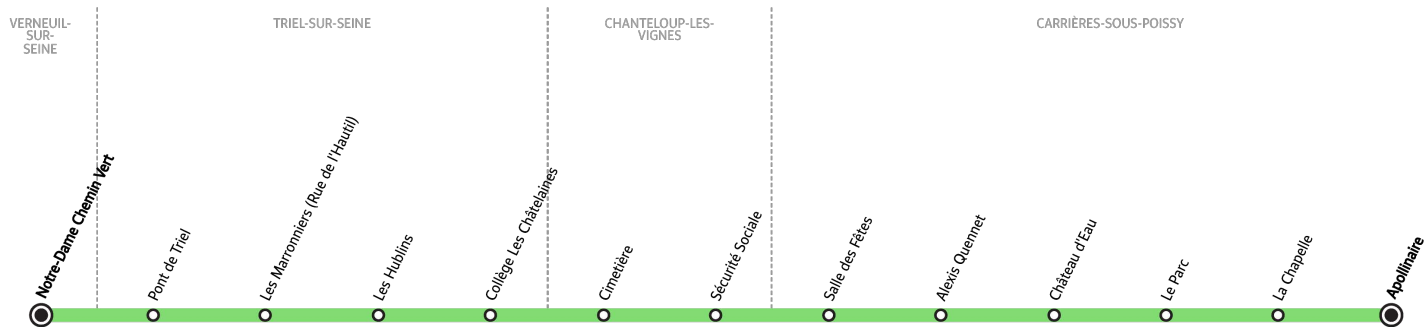 VERNEUIL-
SUR-
SEINE
TRIEL-SUR-SEINE
CHANTELOUP-LES-
VIGNES
CARRIÈRES-SOUS-POISSY
Notre-Dame Chemin Vert
Pont de Triel
Les Marronniers (Rue de l'Hautil)
Les Hublins
Collège Les Châtelaines
Cimetière
Sécurité Sociale
Salle des Fêtes
Alexis Quennet
Château d'Eau
Le Parc
La Chapelle
Apollinaire